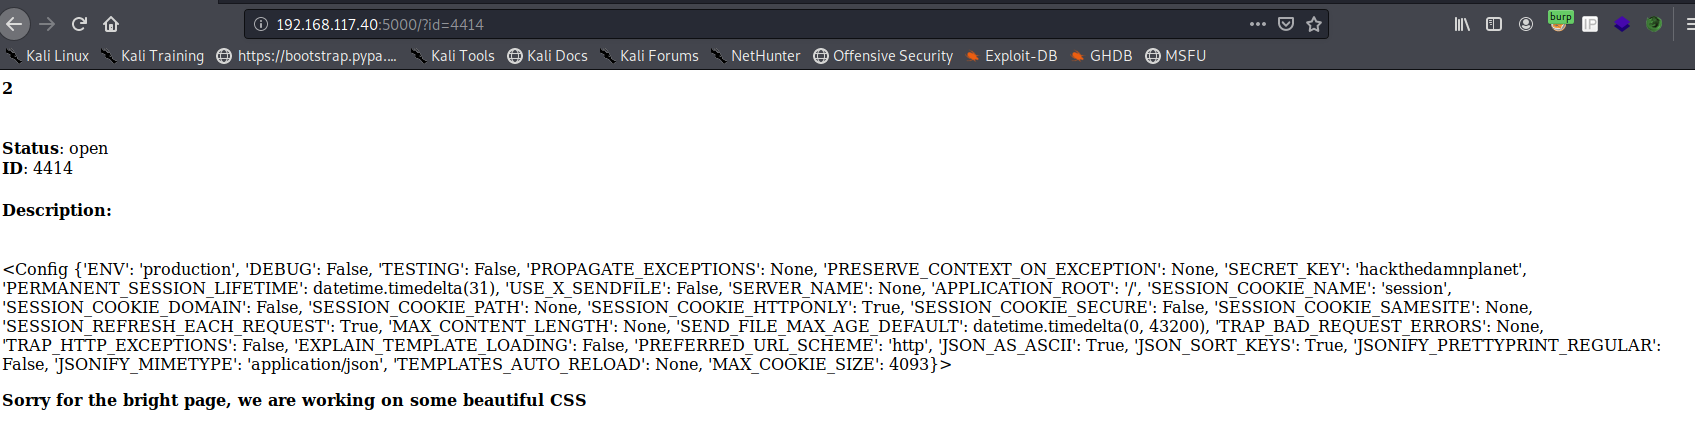 192.168.117.40:5000/?id=4414
burp
IP
Kali Linux Kali Training https://bootstrap.pypa.... Kali Tools Kali Docs Kali Forums NetHunter Offensive Security Exploit-DB GHDB MSFU
2
Status: open
ID: 4414
Description:
<Config {'ENV': 'production', 'DEBUG': False, 'TESTING': False, 'PROPAGATE_EXCEPTIONS': None, 'PRESERVE_CONTEXT_ON_EXCEPTION': None, 'SECRET_KEY': 'hackthedamnplanet',
'PERMANENT_SESSION_LIFETIME': datetime.timedelta(31), 'USE_X_SENDFILE': False, 'SERVER_NAME': None, 'APPLICATION_ROOT': '/', 'SESSION_COOKIE_NAME': 'session',
'SESSION_COOKIE_DOMAIN': False, 'SESSION_COOKIE_PATH': None, 'SESSION_COOKIE_HTTPONLY': True, 'SESSION_COOKIE_SECURE': False, 'SESSION_COOKIE_SAMESITE': None,
'SESSION_REFRESH_EACH_REQUEST': True, 'MAX_CONTENT_LENGTH': None, 'SEND_FILE_MAX_AGE_DEFAULT': datetime.timedelta(0, 43200), 'TRAP_BAD_REQUEST_ERRORS': None,
'TRAP_HTTP_EXCEPTIONS': False, 'EXPLAIN_TEMPLATE_LOADING': False, 'PREFERRED_URL_SCHEME': 'http', 'JSON_AS_ASCII': True, 'JSON_SORT_KEYS': True, 'JSONIFY_PRETTYPRINT_REGULAR':
False, 'JSONIFY_MIMETYPE': 'application/json', 'TEMPLATES_AUTO_RELOAD': None, 'MAX_COOKIE_SIZE': 4093}>
Sorry for the bright page, we are working on some beautiful CSS